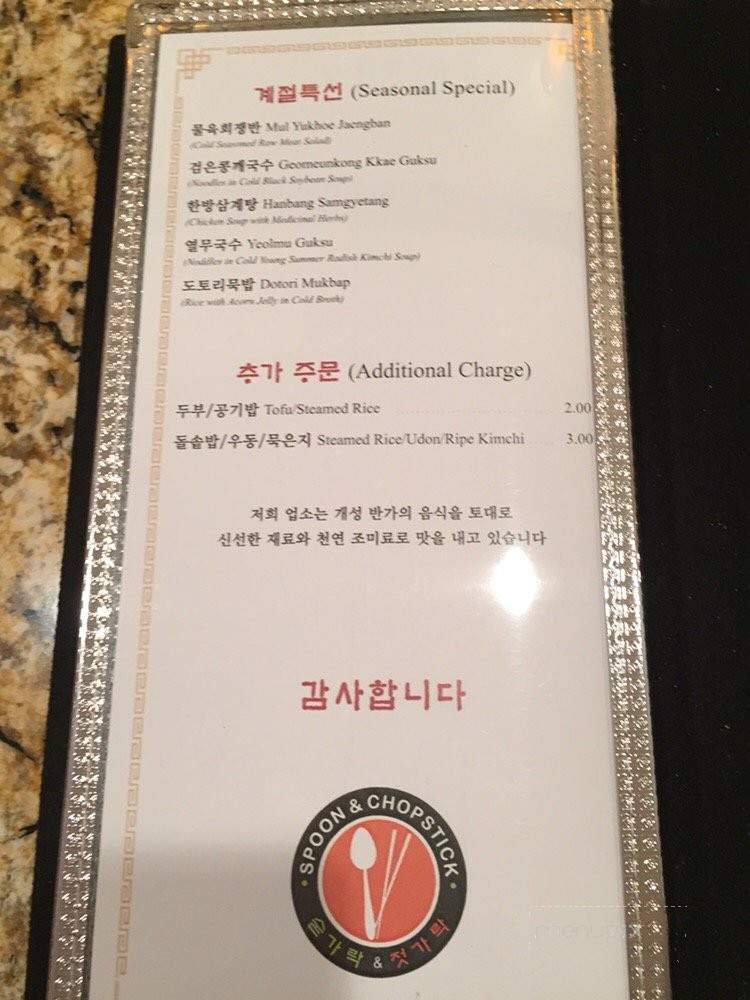 계절특선 (Seasonal Special)
물육회쟁반 Mul Yukhoe Jaengban
(Cold Seasoned Raw Meat Salad)
검은콩깨국수 Geomeunkong Kkae Guksu
(Noodles in Cold Black Soybean Soup)
한방삼계탕 Hanbang Samgyetang
(Chicken Soup with Medicinal Herbs)
열무국수 Yeolmu Guksu
(Noddles in Cold Young Summer Radish Kimchi Soup)
도토리묵밥 Dotori Mukbap
(Rice with Acorn Jelly in Cold Broth)
추가 주문 (Additional Charge)
두부/공기밥 Tofu/Steamed Rice 2.00
돌솥밥/우동/묵은지 Steamed Rice/Udon/Ripe Kimchi 3.00
저희 업소는 개성 반가의 음식을 토대로
신선한 재료와 천연 조미료로 맛을 내고 있습니다
감사합니다
SPOON & CHOPSTICK
숟가락 & 젓가락